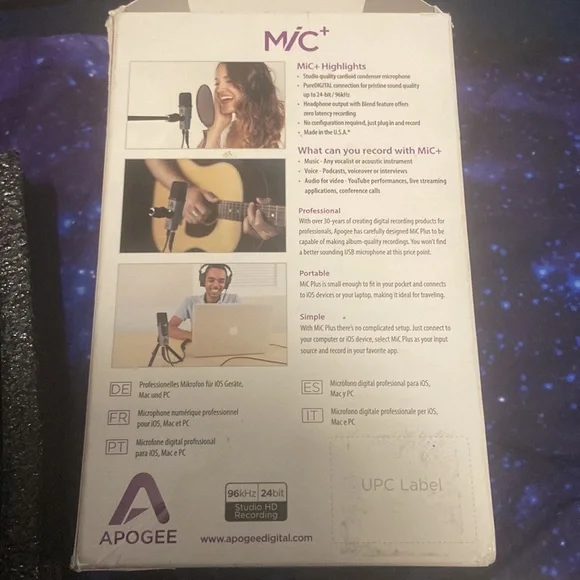 MiC+
MiC+ Highlights
• Studio quality cardioid condenser microphone
• PureDIGITAL connection for pristine sound quality
up to 24-bit / 96kHz
• Headphone output with Blend feature offers
zero latency recording
• No configuration required, just plug in and record
• Made in the U.S.A.*
What can you record with MiC+
• Music - Any vocalist or acoustic instrument
• Voice - Podcasts, voiceover or interviews
• Audio for video - YouTube performances, live streaming
applications, conference calls
Professional
With over 30-years of creating digital recording products for
professionals, Apogee has carefully designed MiC Plus to be
capable of making album-quality recordings. You won't find
a better sounding USB microphone at this price point.
Portable
MiC Plus is small enough to fit in your pocket and connects
to iOS devices or your laptop, making it ideal for traveling.
Simple
With MiC Plus there's no complicated setup. Just connect to
your computer or iOS device, select MiC Plus as your input
source and record in your favorite app.
DE Professionelles Mikrofon für iOS Geräte,
Mac und PC
FR Microphone numérique professionnel
pour iOS, Mac et PC
PT Microfone digital profissional
para iOS, Mac e PC
ES Micrófono digital profesional para iOS,
Mac y PC
IT Microfono digitale professionale per iOS,
Mac e PC
UPC Label
APOGEE
96kHz 24bit
Studio HD
Recording
www.apogeedigital.com